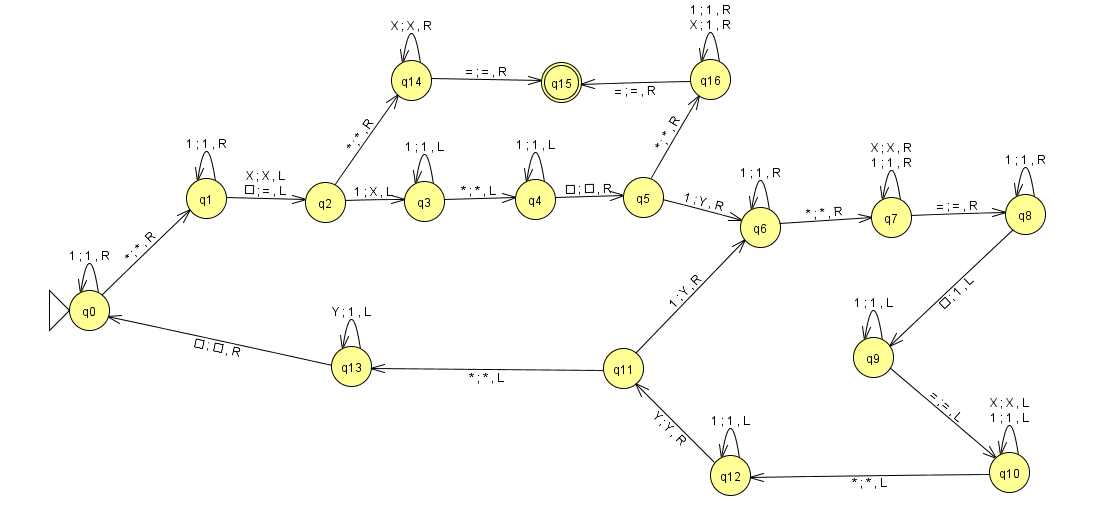 1 ; 1 , R
X ; 1 , R
X ; X , R
q14
= ; = , R
q15
= ; = , R
q16
* ; * , R
* ; * , R
1 ; 1 , R
q1
X ; X , L
□ ; = , L
q2
1 ; X , L
1 ; 1 , L
q3
* ; * , L
1 ; 1 , L
q4
□ ; □ , R
q5
1 ; Y , R
1 ; 1 , R
q6
* ; * , R
X ; X , R
1 ; 1 , R
q7
= ; = , R
1 ; 1 , R
q8
* ; * , R
1 ; 1 , R
q0
□ ; □ , R
Y ; 1 , L
q13
* ; * , L
q11
1 ; Y , R
1 ; 1 , L
q9
□ ; 1 , L
= ; = , L
Y ; Y , R
1 ; 1 , L
q12
* ; * , L
X ; X , L
1 ; 1 , L
q10